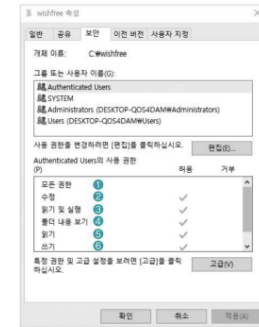 wishfree 속성
일반 공유 보안 이전 버전 사용자 지정
개체 이름: C:₩wishfree
그룹 또는 사용자 이름(G):
Authenticated Users
SYSTEM
Administrators (DESKTOP-QOS4DAM₩Administrators)
Users (DESKTOP-QOS4DAM₩Users)
사용 권한을 변경하려면 [편집]을 클릭하십시오. 편집(E)...
Authenticated Users의 사용 권한
(P) 허용 거부
모든 권한 1
수정 2
읽기 및 실행 3
폴더 내용 보기 4
읽기 5
쓰기 6
특정 권한 및 고급 설정을 보려면 [고급]을 클릭 고급(V)
하십시오.
확인 취소 적용(A)